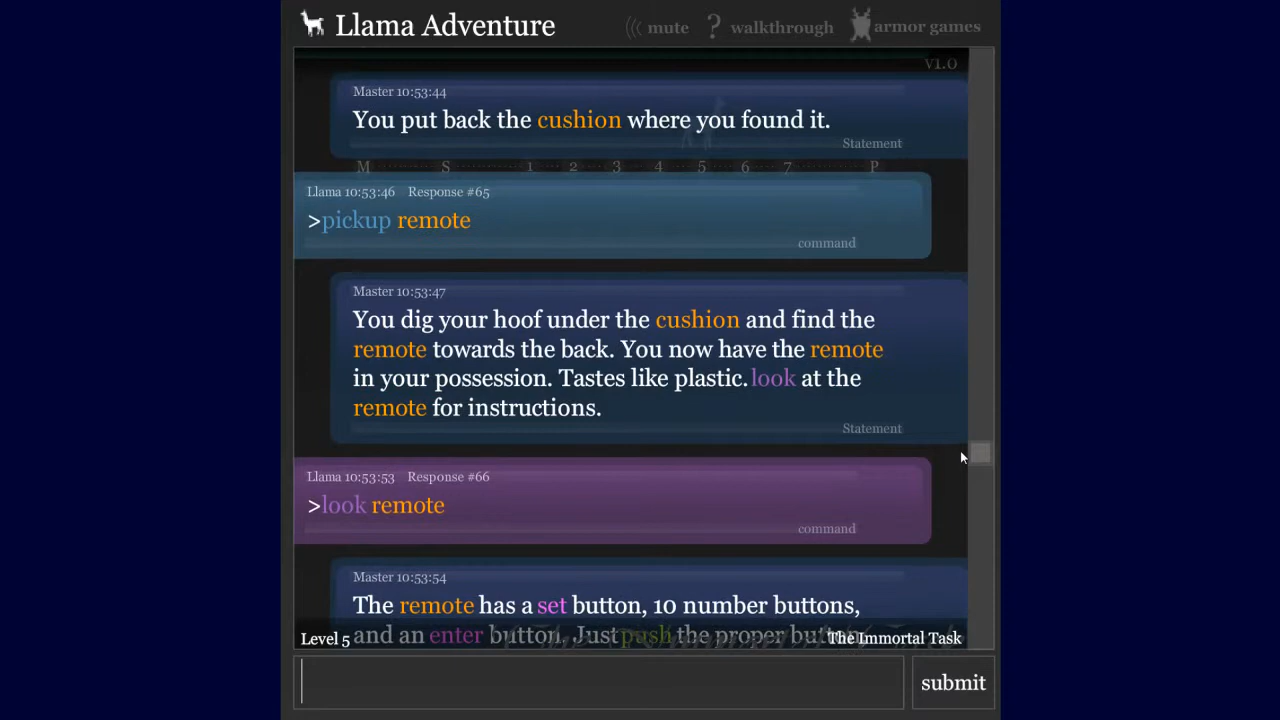 Llama Adventure
mute
? walkthrough
armor games
v1.0
Master 10:53:44
You put back the cushion where you found it.
Statement
M S 1 2 3 4 5 6 7 P
Llama 10:53:46 Response #65
>pickup remote
command
Master 10:53:47
You dig your hoof under the cushion and find the
remote towards the back. You now have the remote
in your possession. Tastes like plastic. look at the
remote for instructions.
Statement
Llama 10:53:53 Response #66
>look remote
command
Master 10:53:54
The remote has a set button, 10 number buttons,
and an enter button. Just push the proper
Level 5
The Immortal Task
submit